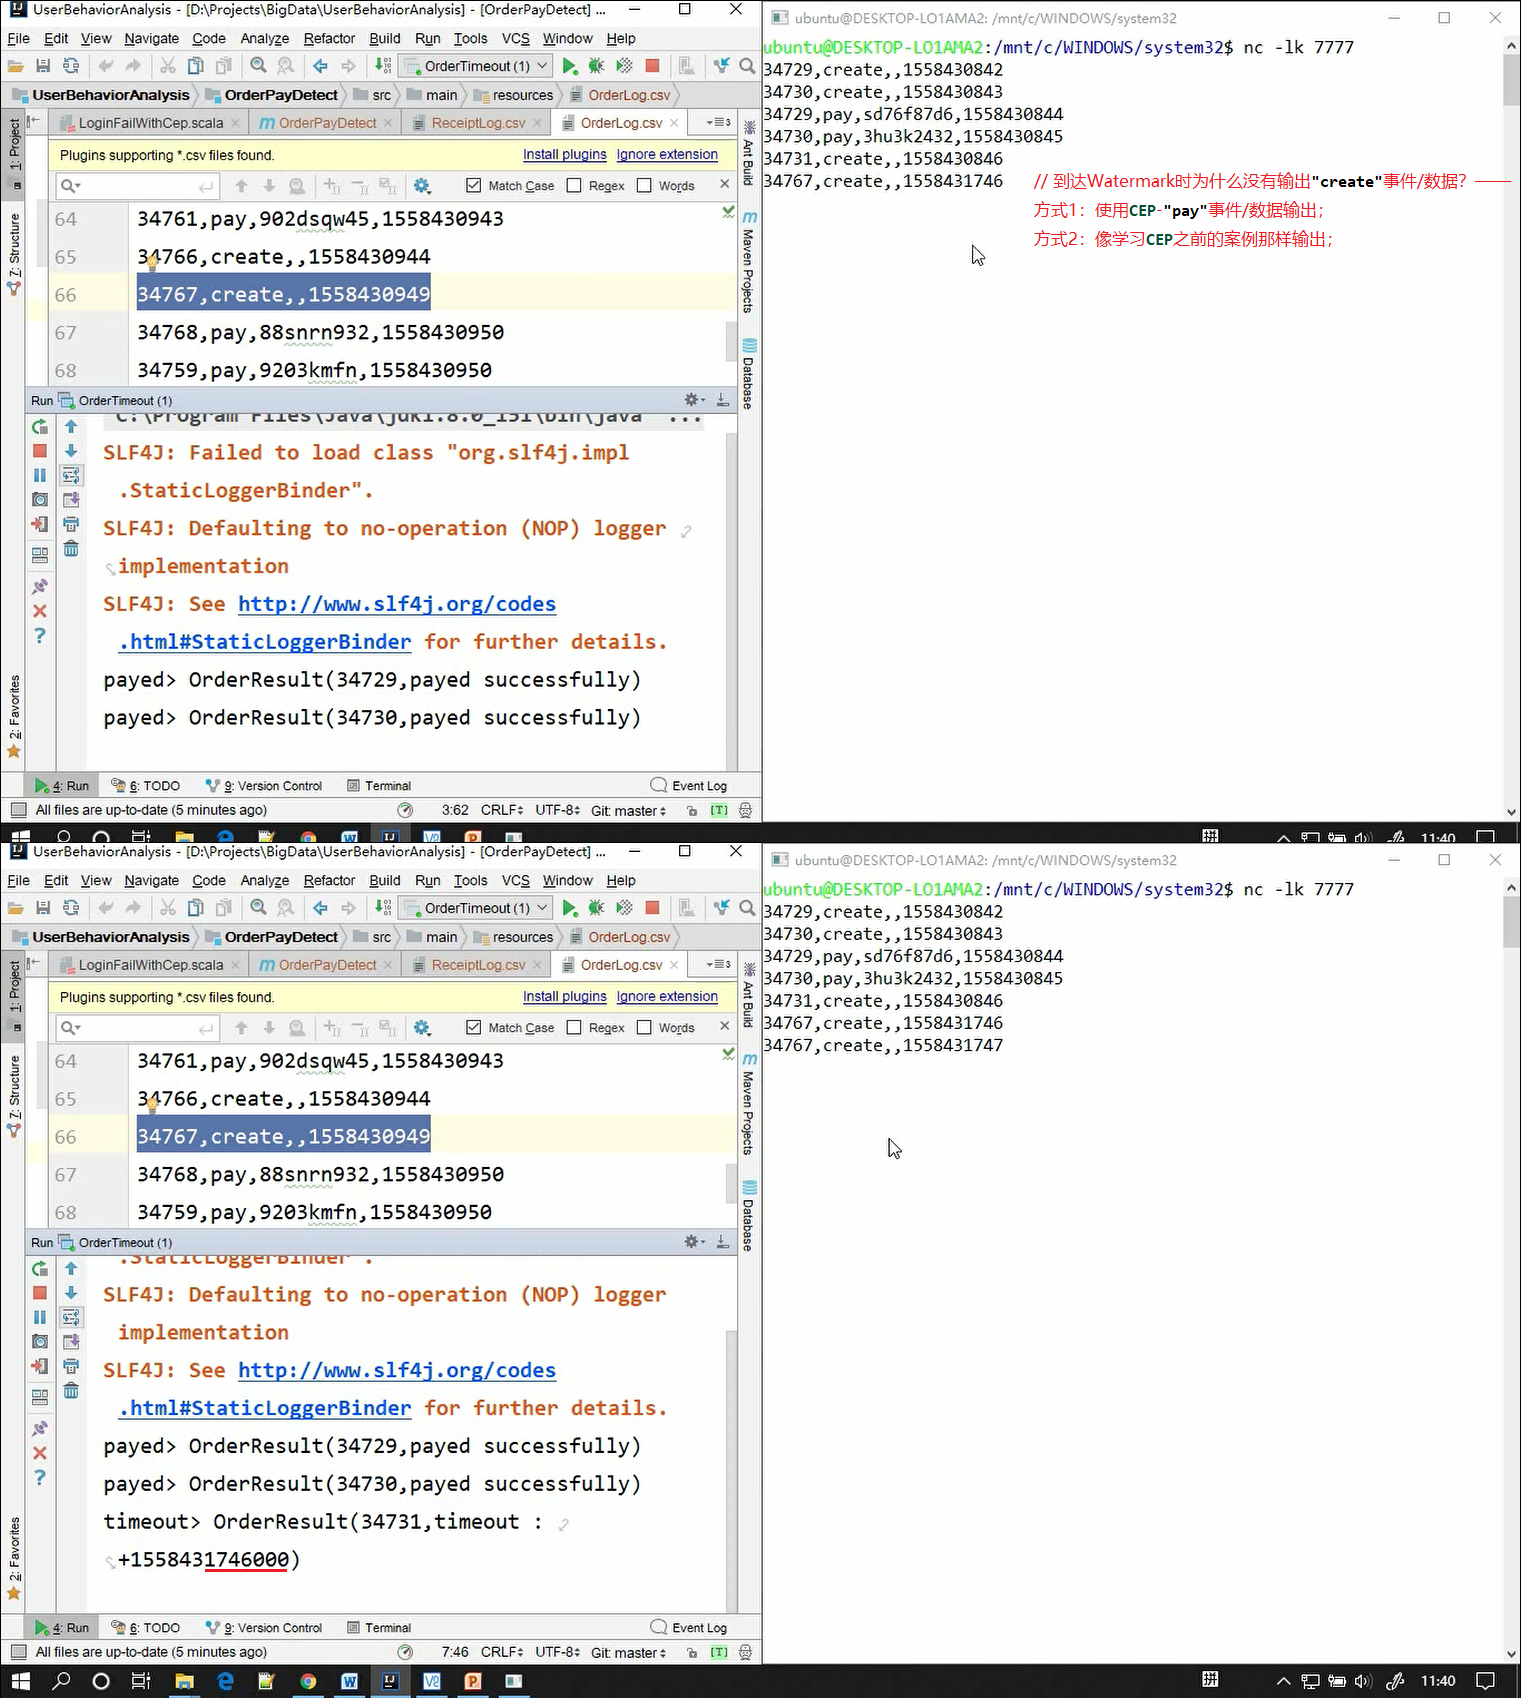 UserBehaviorAnalysis - [D:\Projects\BigData\UserBehaviorAnalysis] - [OrderPayDetect] ...
File Edit View Navigate Code Analyze Refactor Build Run Tools VCS Window Help
OrderTimeout (1)
UserBehaviorAnalysis OrderPayDetect src main resources OrderLog.csv
LoginFailWithCep.scala OrderPayDetect ReceiptLog.csv OrderLog.csv
Plugins supporting *.csv files found. Install plugins Ignore extension
Match Case Regex Words
64 34761,pay,902dsqw45,1558430943
65 34766,create,,1558430944
66 34767,create,,1558430949
67 34768,pay,88snrn932,1558430950
68 34759,pay,9203kmfn,1558430950
1: Project
7: Structure
2: Favorites
Ant Build
Maven Projects
Database
Run OrderTimeout (1)
SLF4J: Failed to load class "org.slf4j.impl
.StaticLoggerBinder".
SLF4J: Defaulting to no-operation (NOP) logger
implementation
SLF4J: See http://www.slf4j.org/codes
.html#StaticLoggerBinder for further details.
payed> OrderResult(34729,payed successfully)
payed> OrderResult(34730,payed successfully)
4: Run 6: TODO 9: Version Control Terminal Event Log
All files are up-to-date (5 minutes ago) 3:62 CRLF UTF-8 Git: master [T]
ubuntu@DESKTOP-LO1AMA2: /mnt/c/WINDOWS/system32
ubuntu@DESKTOP-LO1AMA2:/mnt/c/WINDOWS/system32$ nc -lk 7777
34729,create,,1558430842
34730,create,,1558430843
34729,pay,sd76f87d6,1558430844
34730,pay,3hu3k2432,1558430845
34731,create,,1558430846
34767,create,,1558431746
// 到达Watermark时为什么没有输出"create"事件/数据?
方式1：使用CEP-"pay"事件/数据输出；
方式2：像学习CEP之前的案例那样输出；
拼 11:40
UserBehaviorAnalysis - [D:\Projects\BigData\UserBehaviorAnalysis] - [OrderPayDetect] ...
File Edit View Navigate Code Analyze Refactor Build Run Tools VCS Window Help
OrderTimeout (1)
UserBehaviorAnalysis OrderPayDetect src main resources OrderLog.csv
LoginFailWithCep.scala OrderPayDetect ReceiptLog.csv OrderLog.csv
Plugins supporting *.csv files found. Install plugins Ignore extension
Match Case Regex Words
64 34761,pay,902dsqw45,1558430943
65 34766,create,,1558430944
66 34767,create,,1558430949
67 34768,pay,88snrn932,1558430950
68 34759,pay,9203kmfn,1558430950
1: Project
7: Structure
2: Favorites
Ant Build
Maven Projects
Database
Run OrderTimeout (1)
.StaticLoggerBinder".
SLF4J: Defaulting to no-operation (NOP) logger
implementation
SLF4J: See http://www.slf4j.org/codes
.html#StaticLoggerBinder for further details.
payed> OrderResult(34729,payed successfully)
payed> OrderResult(34730,payed successfully)
timeout> OrderResult(34731,timeout :
+1558431746000)
4: Run 6: TODO 9: Version Control Terminal Event Log
All files are up-to-date (5 minutes ago) 7:46 CRLF UTF-8 Git: master [T]
ubuntu@DESKTOP-LO1AMA2: /mnt/c/WINDOWS/system32
ubuntu@DESKTOP-LO1AMA2:/mnt/c/WINDOWS/system32$ nc -lk 7777
34729,create,,1558430842
34730,create,,1558430843
34729,pay,sd76f87d6,1558430844
34730,pay,3hu3k2432,1558430845
34731,create,,1558430846
34767,create,,1558431746
34767,create,,1558431747
拼 11:40